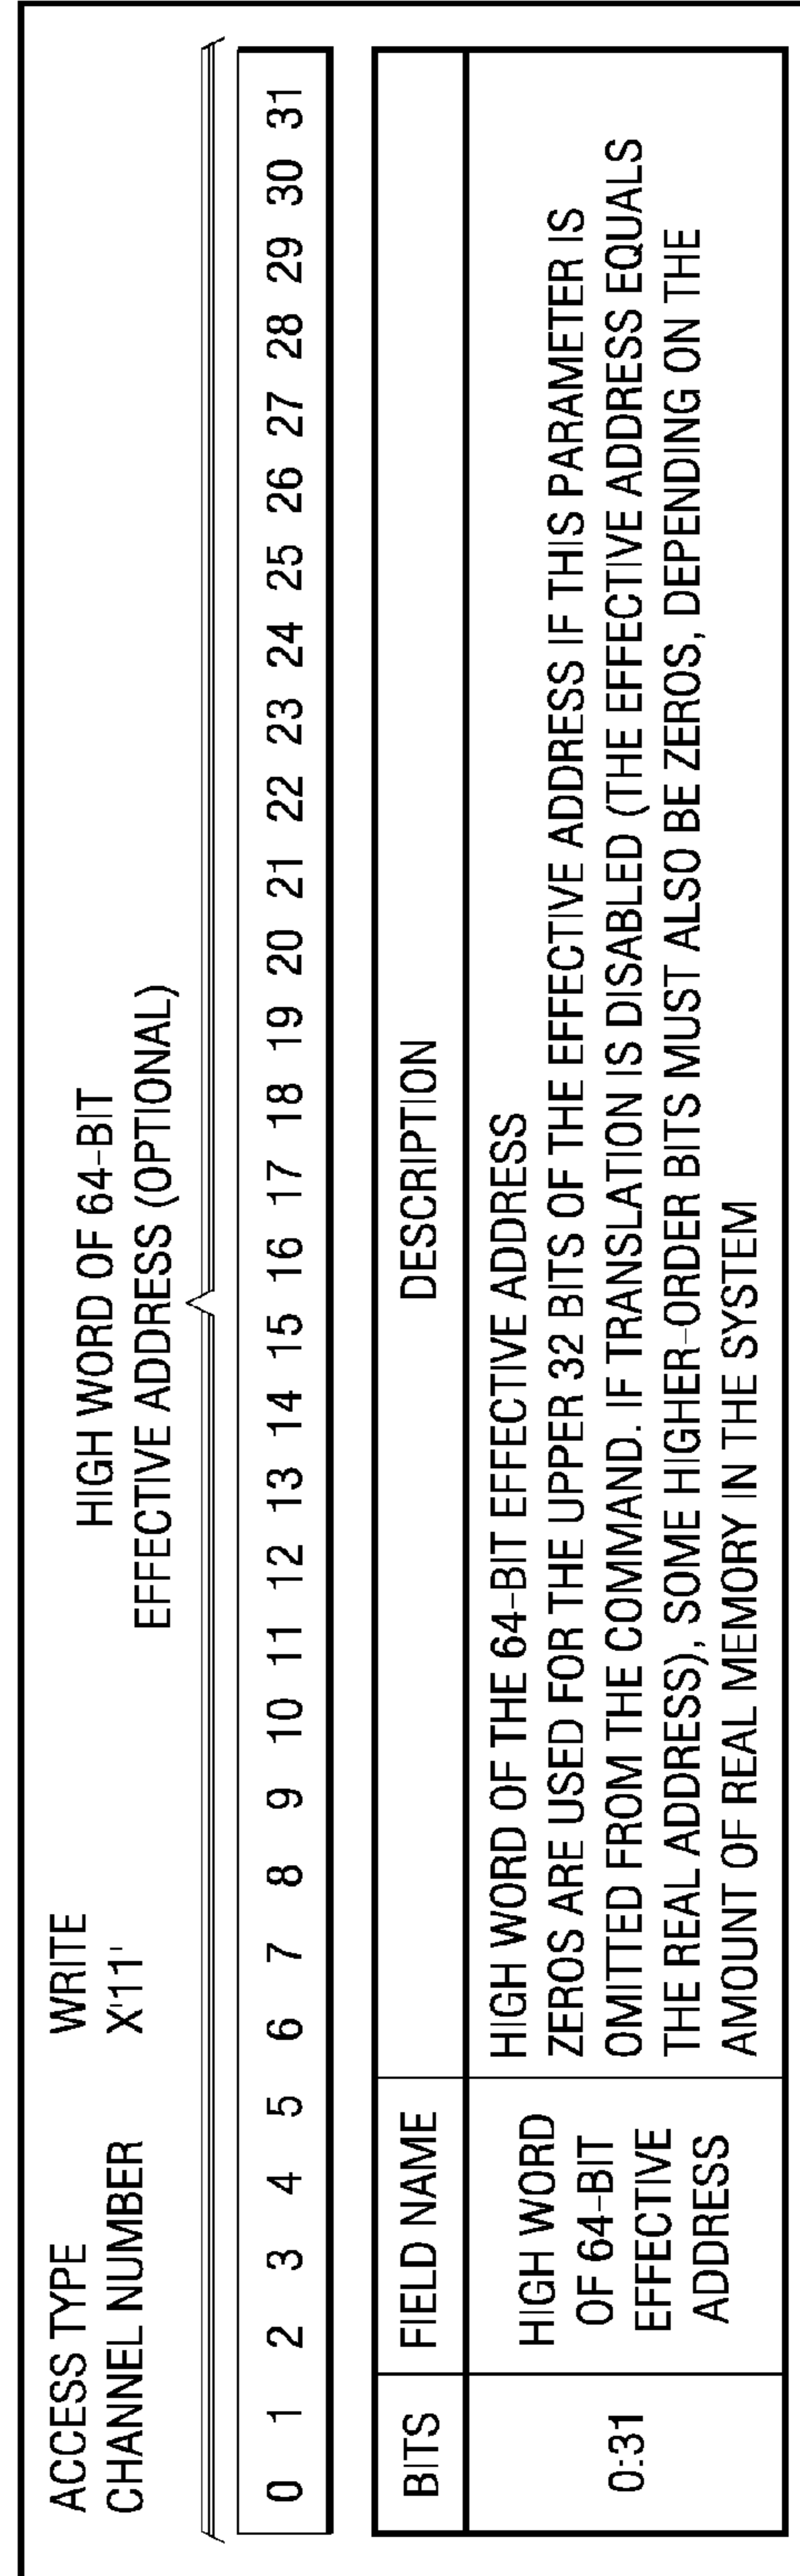 ACCESS TYPE WRITE
CHANNEL NUMBER X'11'
HIGH WORD OF 64-BIT
EFFECTIVE ADDRESS (OPTIONAL)
0 1 2 3 4 5 6 7 8 9 10 11 12 13 14 15 16 17 18 19 20 21 22 23 24 25 26 27 28 29 30 31
BITS FIELD NAME DESCRIPTION
0:31
HIGH WORD
OF 64-BIT
EFFECTIVE
ADDRESS
HIGH WORD OF THE 64-BIT EFFECTIVE ADDRESS
ZEROS ARE USED FOR THE UPPER 32 BITS OF THE EFFECTIVE ADDRESS IF THIS PARAMETER IS
OMITTED FROM THE COMMAND. IF TRANSLATION IS DISABLED (THE EFFECTIVE ADDRESS EQUALS
THE REAL ADDRESS), SOME HIGHER-ORDER BITS MUST ALSO BE ZEROS, DEPENDING ON THE
AMOUNT OF REAL MEMORY IN THE SYSTEM